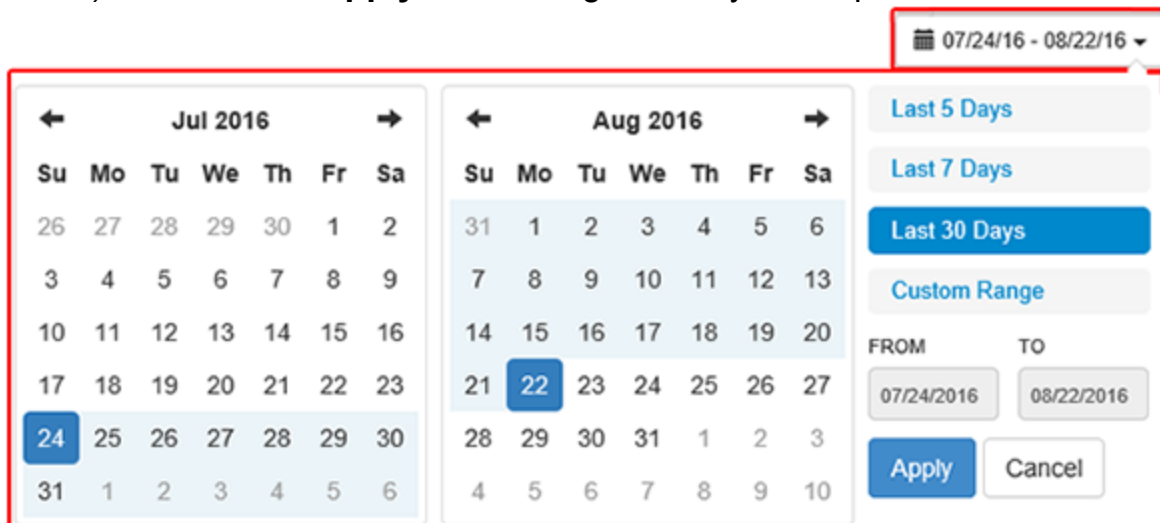 pply
07/24/16 - 08/22/16
Jul 2016
Su Mo Tu We Th Fr Sa
26 27 28 29 30 1 2
3 4 5 6 7 8 9
10 11 12 13 14 15 16
17 18 19 20 21 22 23
24 25 26 27 28 29 30
31 1 2 3 4 5 6
Aug 2016
Su Mo Tu We Th Fr Sa
31 1 2 3 4 5 6
7 8 9 10 11 12 13
14 15 16 17 18 19 20
21 22 23 24 25 26 27
28 29 30 31 1 2 3
4 5 6 7 8 9 10
Last 5 Days
Last 7 Days
Last 30 Days
Custom Range
FROM TO
07/24/2016 08/22/2016
Apply Cancel